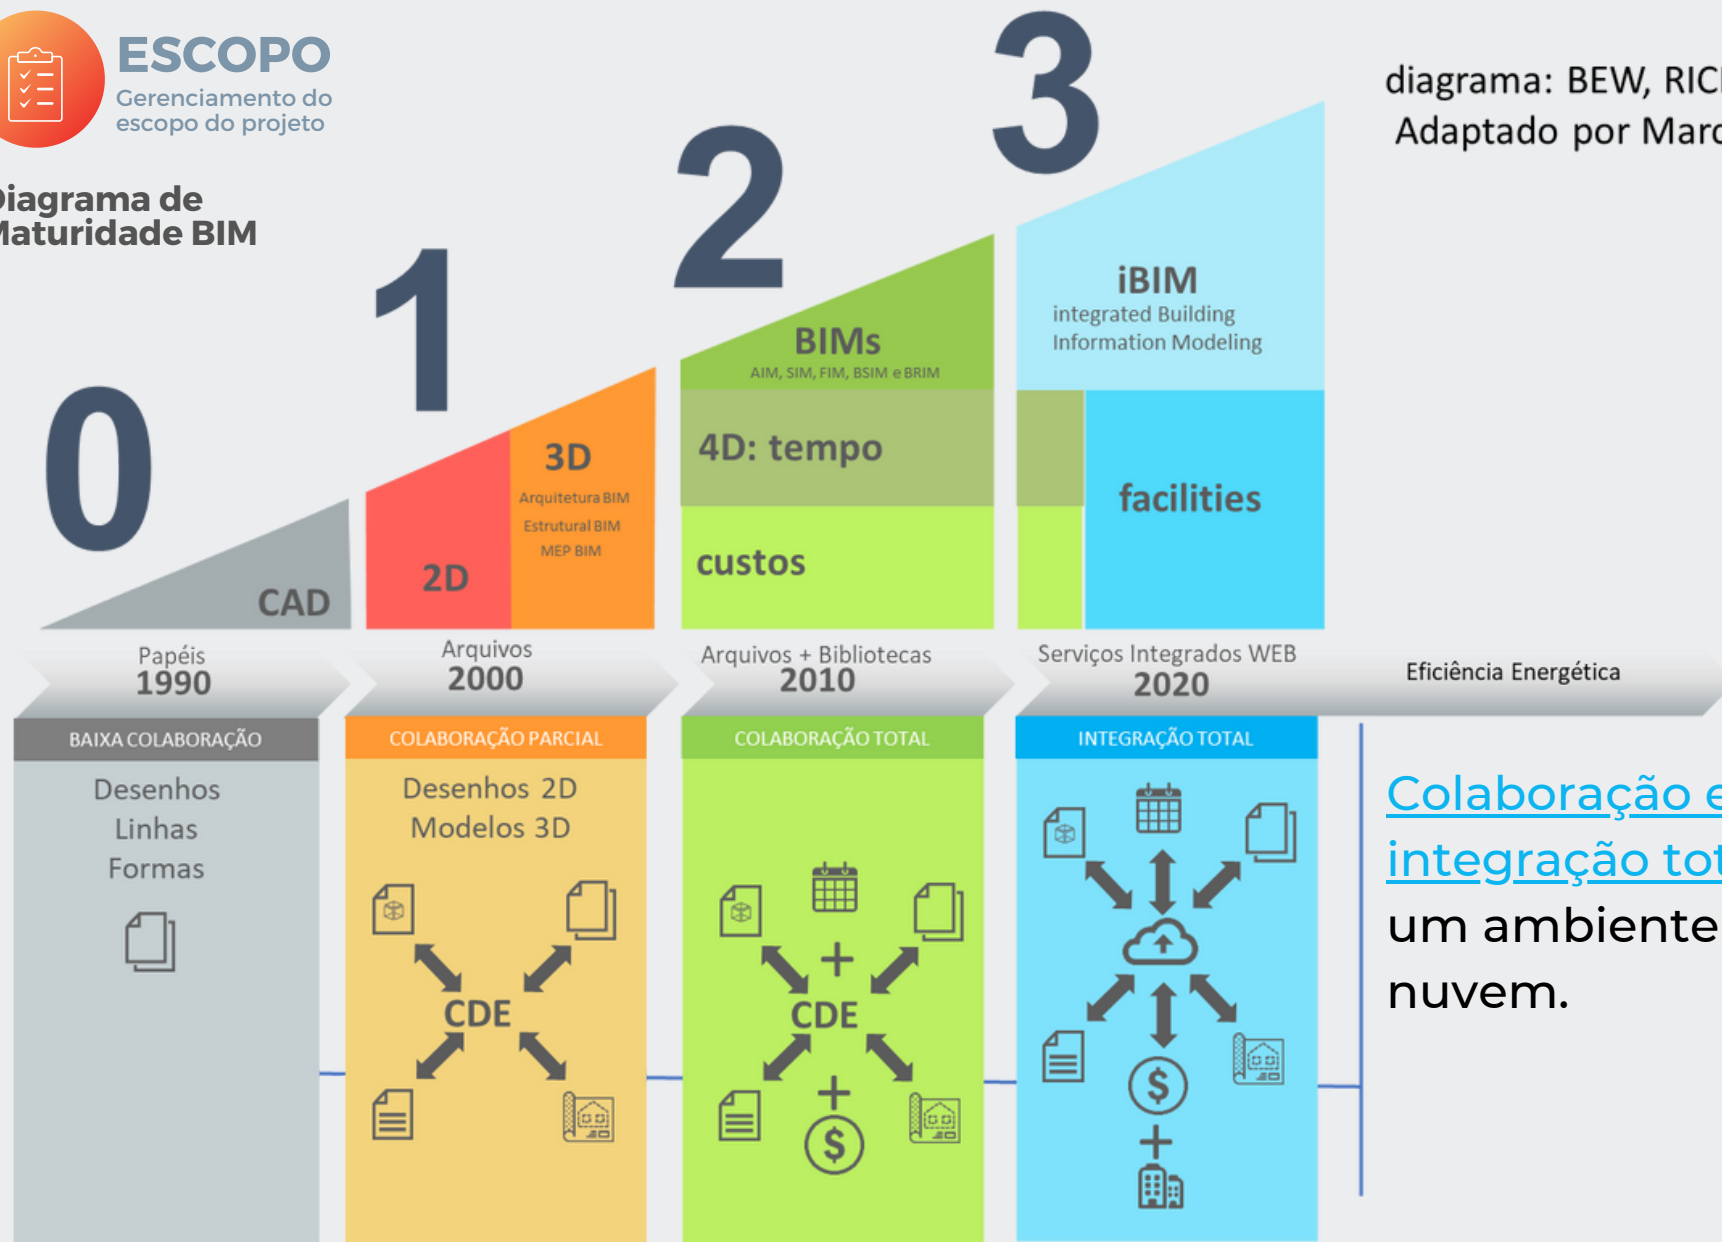 ESCOPO
Gerenciamento do
escopo do projeto
Diagrama de
Maturidade BIM
diagrama: BEW, RICH
Adaptado por Marc
0
1
2
3
CAD
2D
3D
Arquitetura BIM
Estrutural BIM
MEP BIM
BIMs
AIM, SIM, FIM, BSIM e BRIM
4D: tempo
custos
iBIM
integrated Building
Information Modeling
facilities
Papéis
1990
Arquivos
2000
Arquivos + Bibliotecas
2010
Serviços Integrados WEB
2020
Eficiência Energética
BAIXA COLABORAÇÃO
Desenhos
Linhas
Formas
COLABORAÇÃO PARCIAL
Desenhos 2D
Modelos 3D
CDE
COLABORAÇÃO TOTAL
+
CDE
+
$
INTEGRAÇÃO TOTAL
$
+
Colaboração e
integração tot
um ambiente
nuvem.